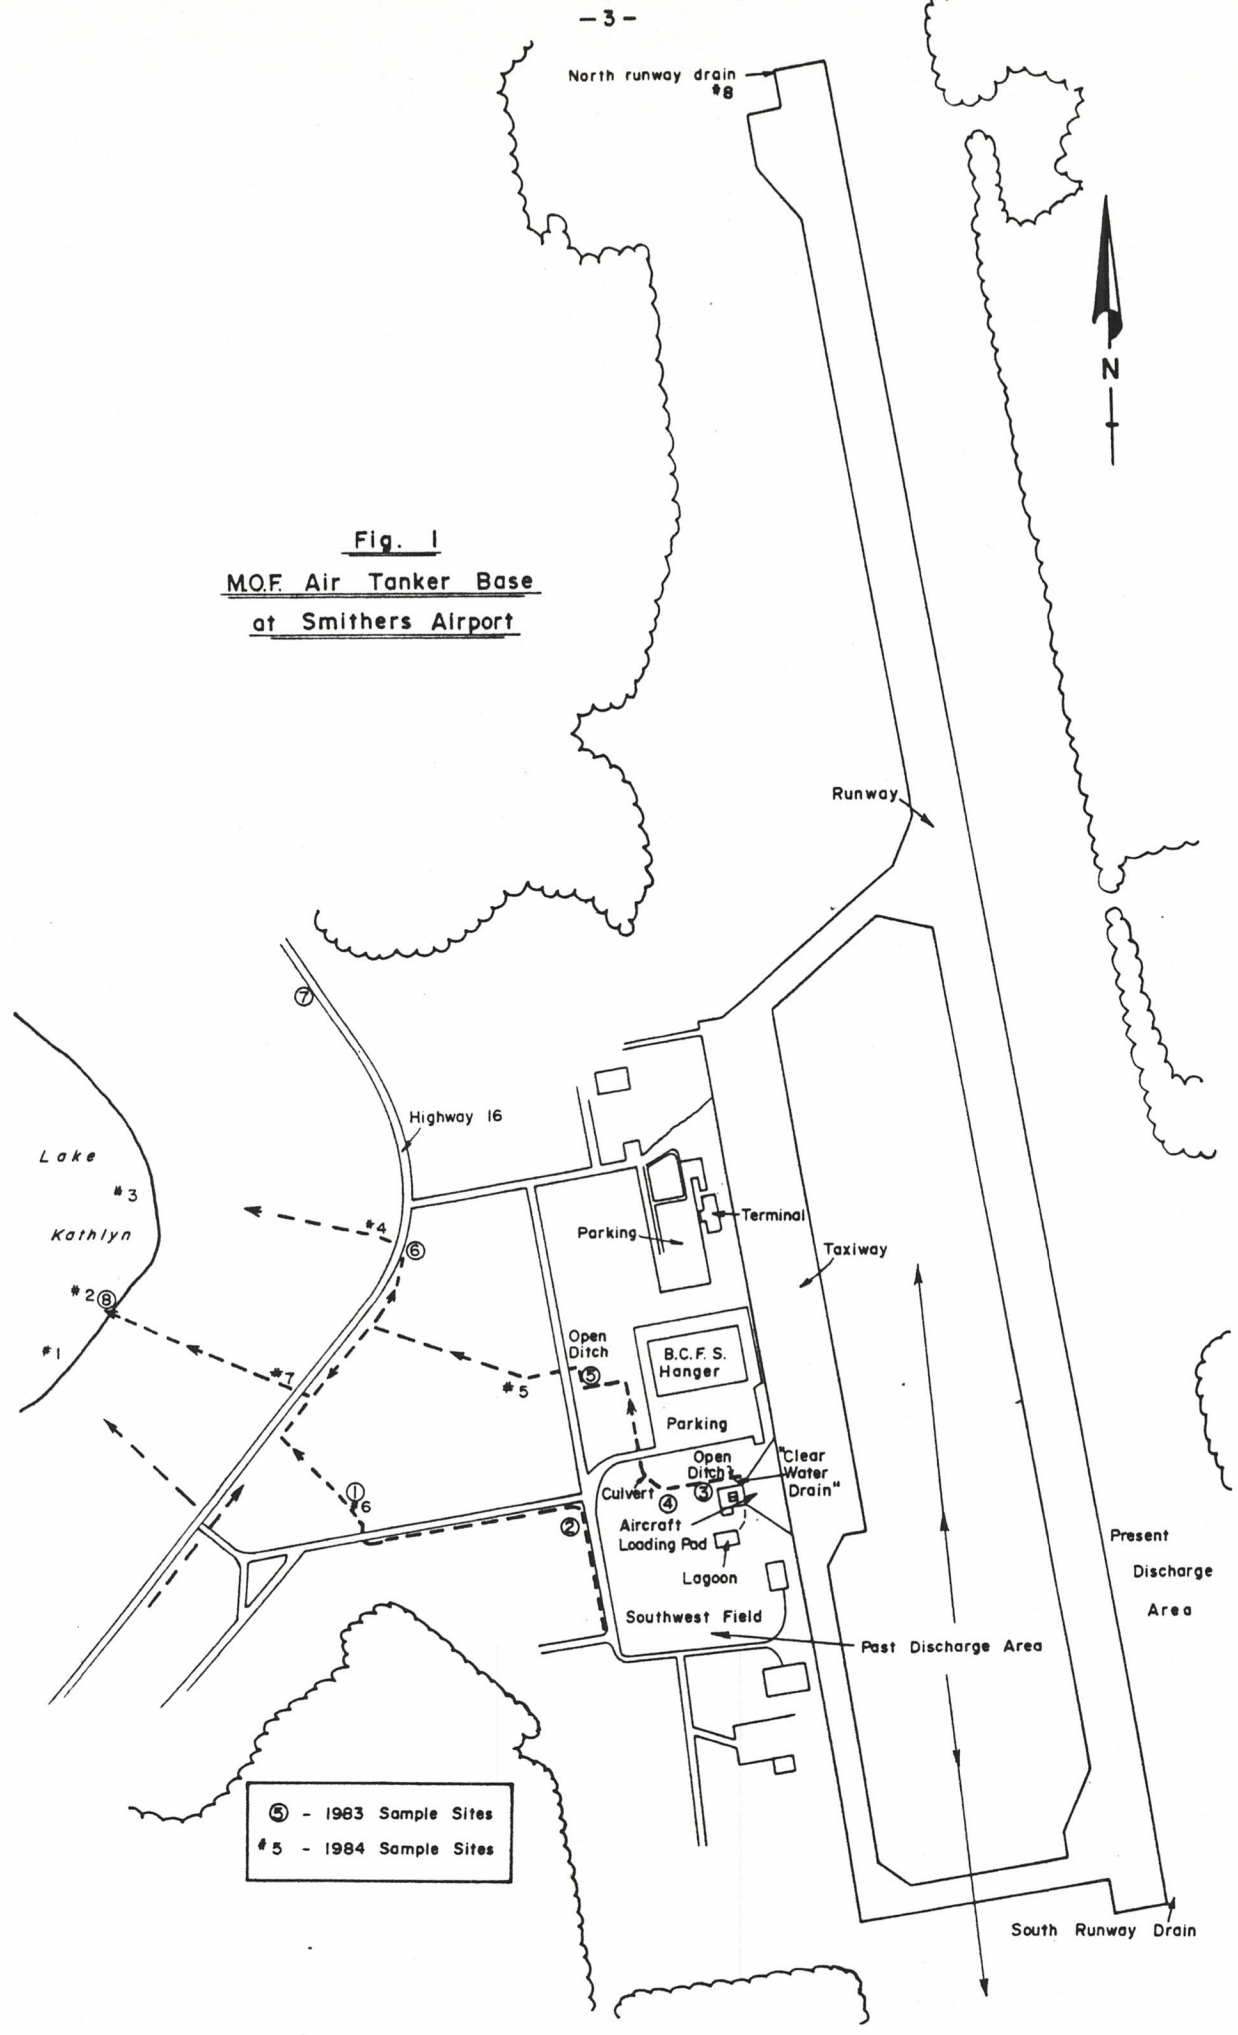 -3-
North runway drain
#8
N
Fig. 1
M.O.F. Air Tanker Base
at Smithers Airport
Runway
⑦
Highway 16
Lake
#3
Kathlyn
#4
⑥
Terminal
Parking
Taxiway
#2 ⑧
#1
Open
Ditch
⑤
#5
B.C.F.S.
Hanger
#7
Parking
"Clear
Water
Drain"
Open
Ditch
Culvert
④
③
①
#6
②
Aircraft
Loading Pod
Lagoon
Present
Discharge
Area
Southwest Field
Past Discharge Area
⑤ - 1983 Sample Sites
#5 - 1984 Sample Sites
South Runway Drain